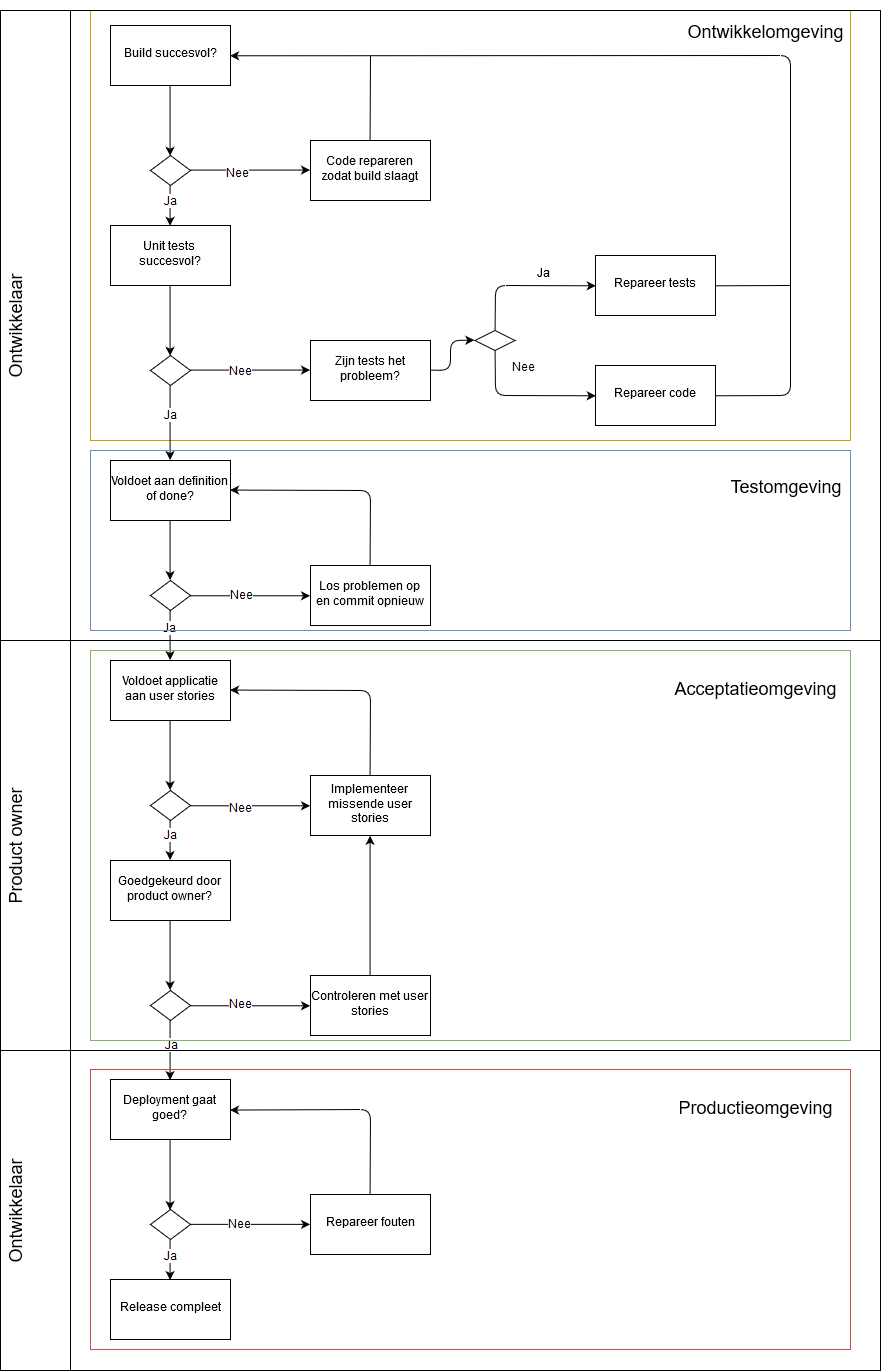 Ontwikkelaar
Ontwikkelomgeving
Build succesvol?
Nee
Code repareren
zodat build slaagt
Ja
Unit tests
succesvol?
Nee
Zijn tests het
probleem?
Ja
Repareer tests
Nee
Repareer code
Ja
Testomgeving
Voldoet aan definition
of done?
Nee
Los problemen op
en commit opnieuw
Ja
Product owner
Acceptatieomgeving
Voldoet applicatie
aan user stories
Nee
Implementeer
missende user
stories
Ja
Goedgekeurd door
product owner?
Nee
Controleren met user
stories
Ja
Ontwikkelaar
Productieomgeving
Deployment gaat
goed?
Nee
Repareer fouten
Ja
Release compleet